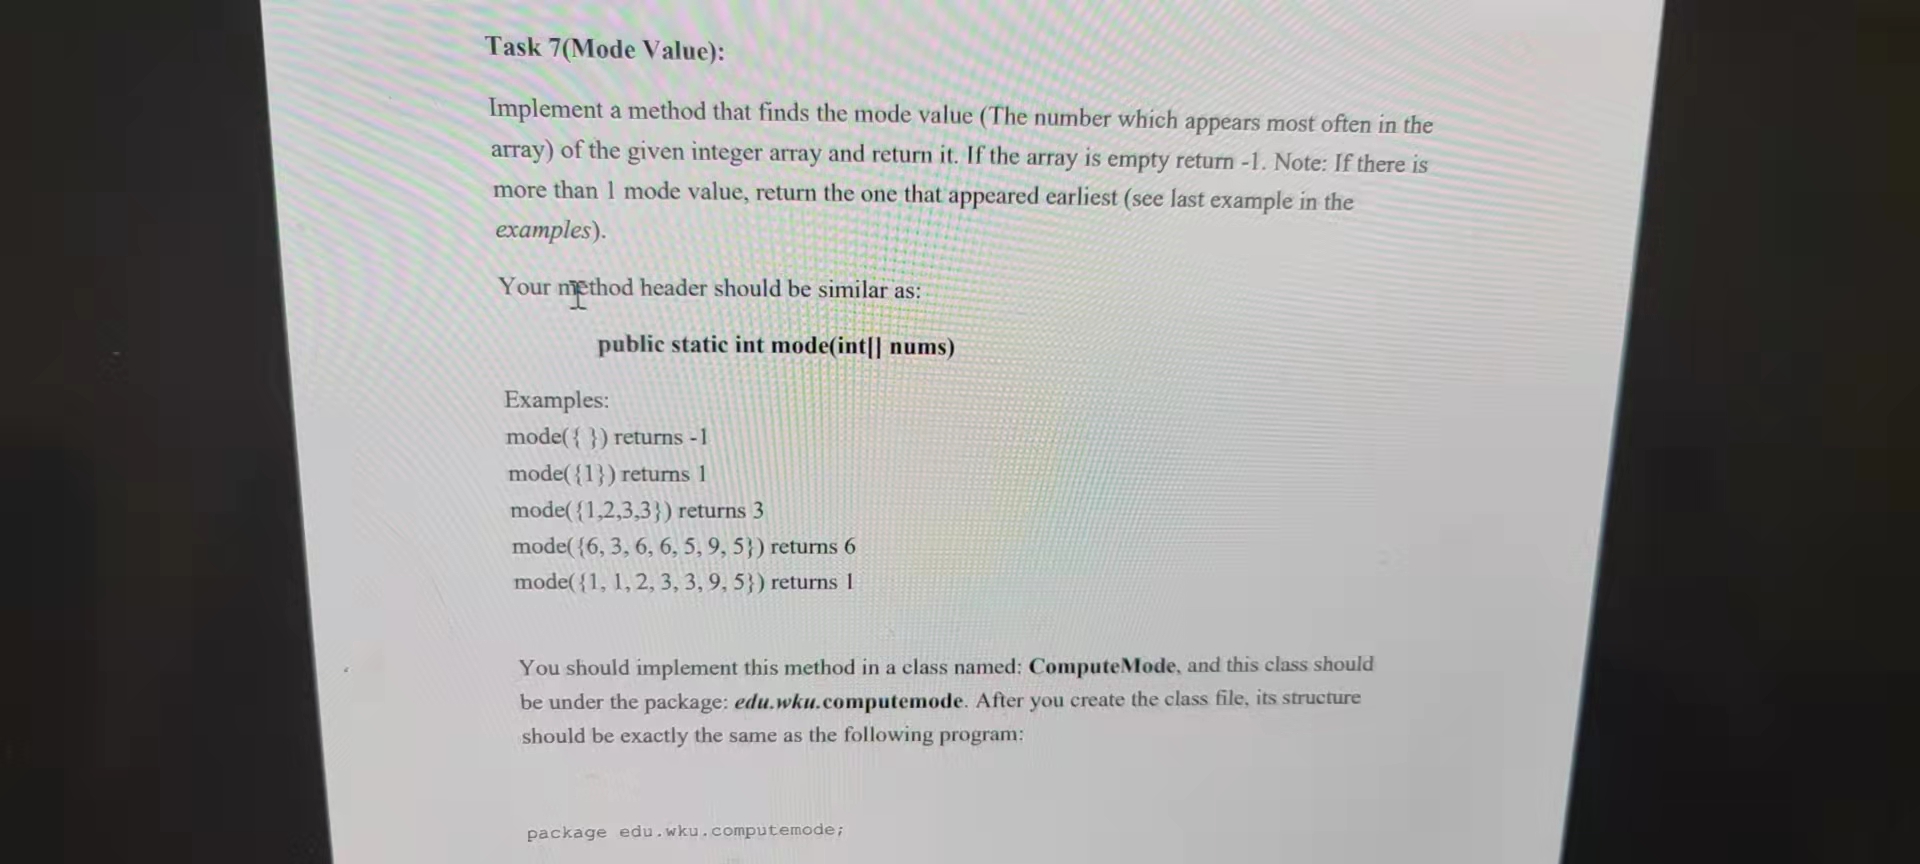 Task 7(Mode Value):
Implement a method that finds the mode value (The number which appears most often in the
array) of the given integer array and return it. If the array is empty return -1. Note: If there is
more than 1 mode value, return the one that appeared earliest (see last example in the
examples).
Your method header should be similar as:
public static int mode(int[] nums)
Examples:
mode({ }) returns -1
mode({1}) returns 1
mode({1,2,3,3}) returns 3
mode({6, 3, 6, 6, 5, 9, 5}) returns 6
mode({1, 1, 2, 3, 3, 9, 5}) returns 1
You should implement this method in a class named: ComputeMode, and this class should
be under the package: edu.wku.computemode. After you create the class file, its structure
should be exactly the same as the following program:
package edu.wku.computemode;